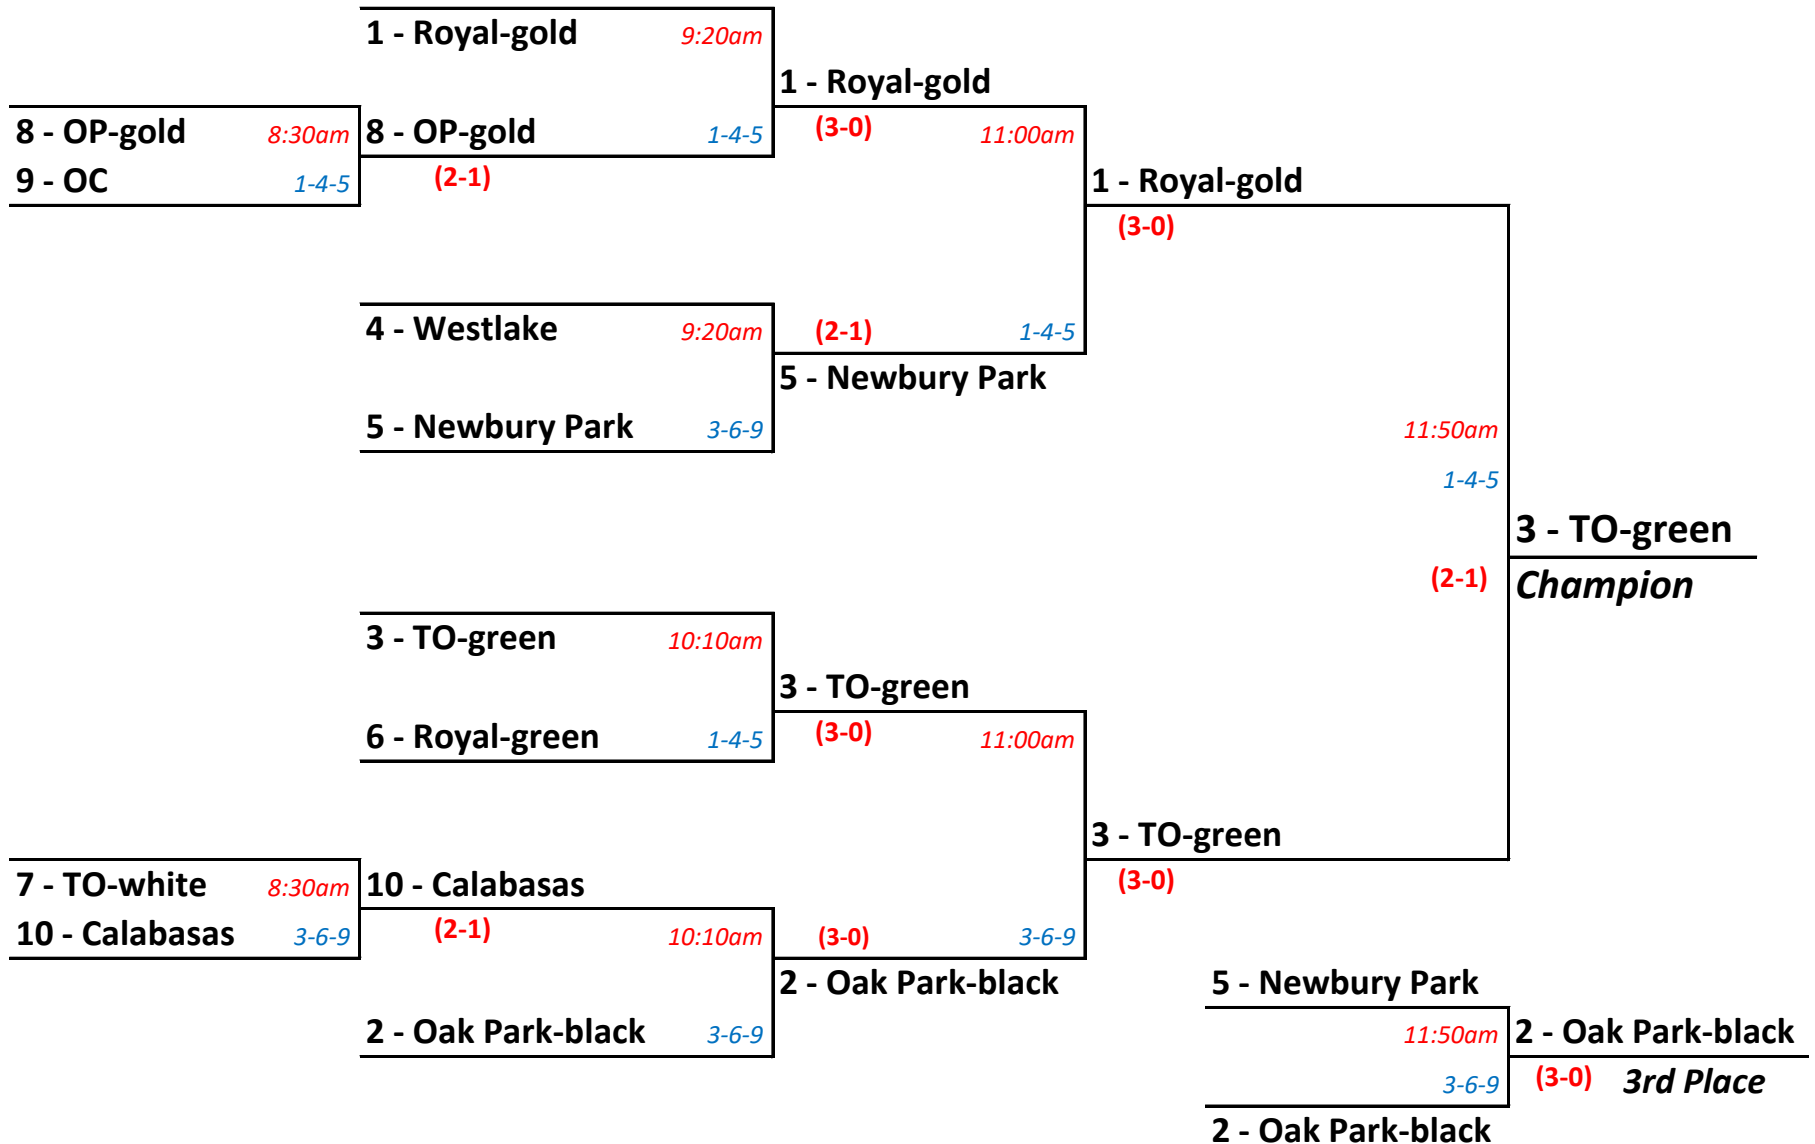 1 - Royal-gold 9:20am
1 - Royal-gold
8 - OP-gold 8:30am 8 - OP-gold 1-4-5 (3-0) 11:00am
9 - OC 1-4-5 (2-1) 1 - Royal-gold
(3-0)
4 - Westlake 9:20am (2-1) 1-4-5
5 - Newbury Park
5 - Newbury Park 3-6-9 11:50am
1-4-5
3 - TO-green
(2-1) Champion
3 - TO-green 10:10am
3 - TO-green
6 - Royal-green 1-4-5 (3-0) 11:00am
3 - TO-green
7 - TO-white 8:30am 10 - Calabasas (3-0)
10 - Calabasas 3-6-9 (2-1) 10:10am (3-0) 3-6-9
2 - Oak Park-black 5 - Newbury Park
2 - Oak Park-black 3-6-9 11:50am 2 - Oak Park-black
3-6-9 (3-0) 3rd Place
2 - Oak Park-black